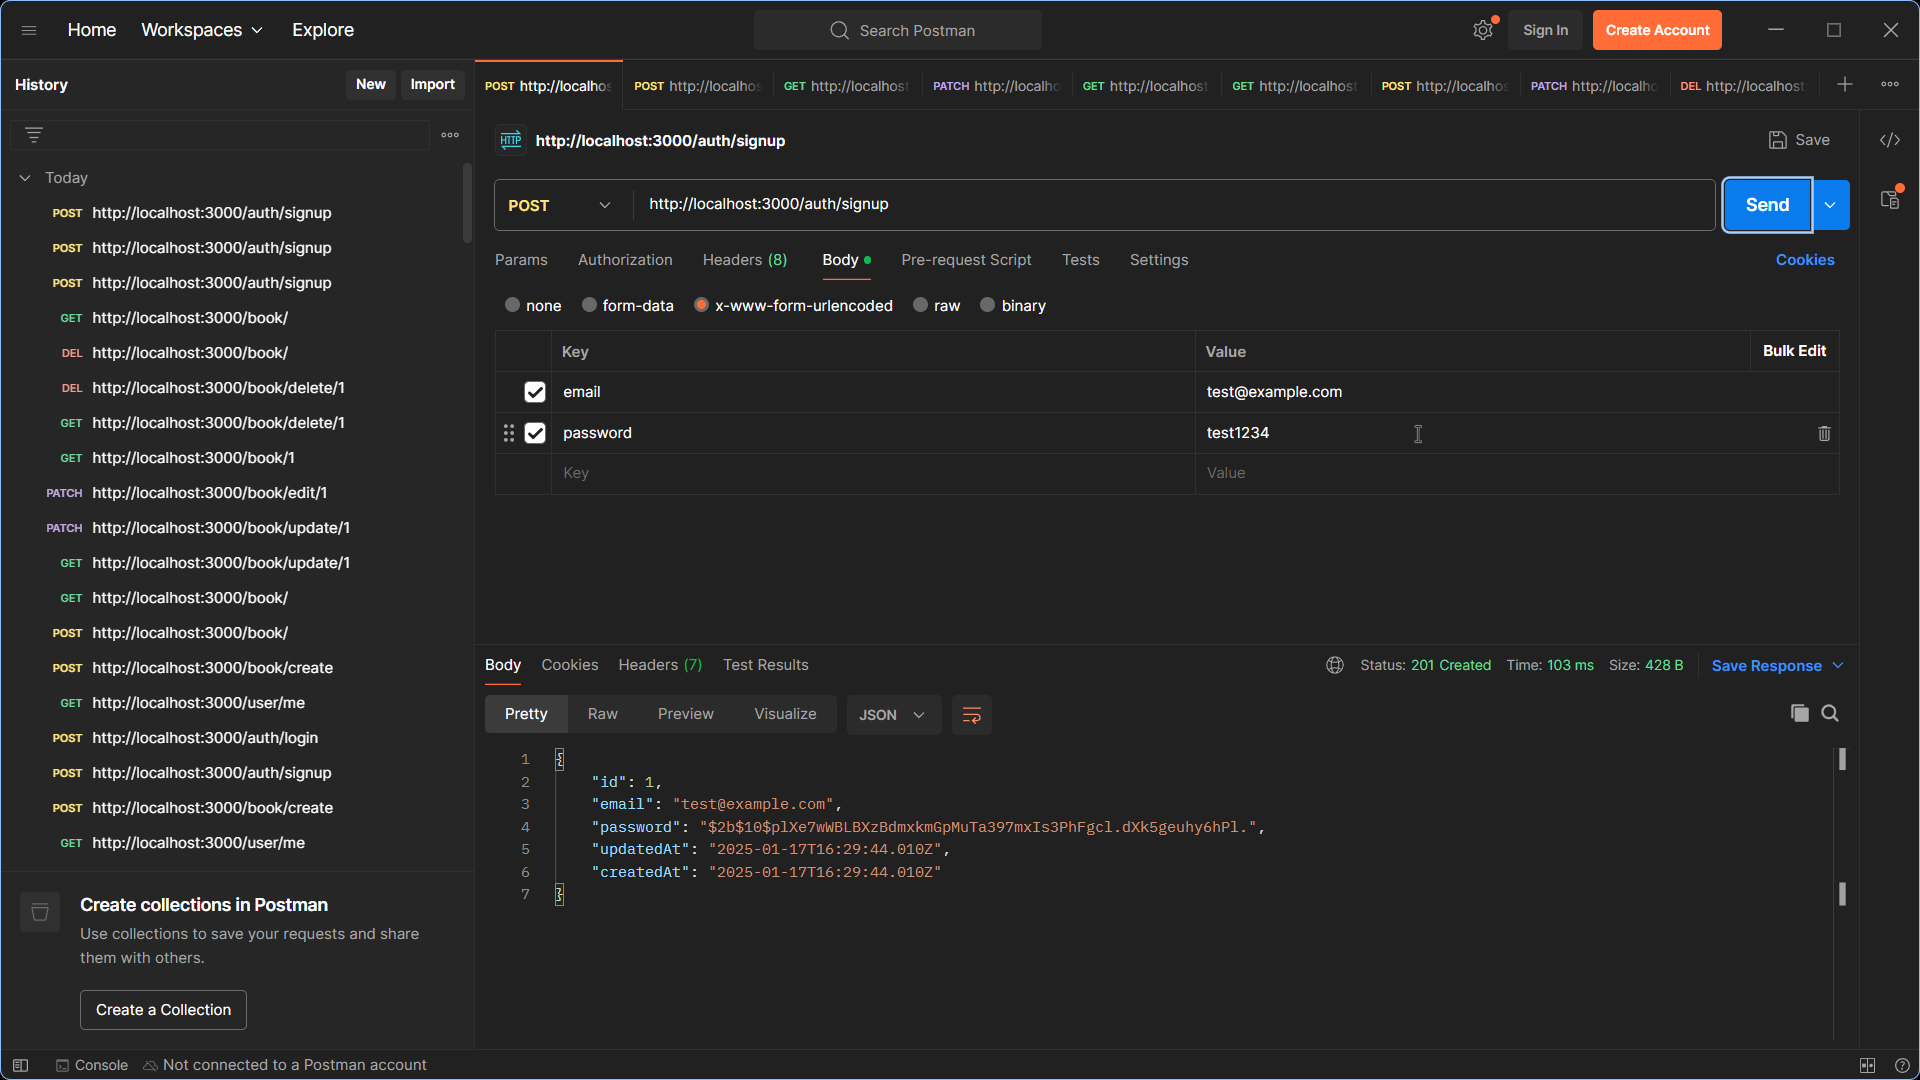 Home Workspaces Explore Search Postman Sign In Create Account
History New Import
Today
POST http://localhost:3000/auth/signup
POST http://localhost:3000/auth/signup
POST http://localhost:3000/auth/signup
GET http://localhost:3000/book/
DEL http://localhost:3000/book/
DEL http://localhost:3000/book/delete/1
GET http://localhost:3000/book/delete/1
GET http://localhost:3000/book/1
PATCH http://localhost:3000/book/edit/1
PATCH http://localhost:3000/book/update/1
GET http://localhost:3000/book/update/1
GET http://localhost:3000/book/
POST http://localhost:3000/book/
POST http://localhost:3000/book/create
GET http://localhost:3000/user/me
POST http://localhost:3000/auth/login
POST http://localhost:3000/auth/signup
POST http://localhost:3000/book/create
GET http://localhost:3000/user/me
Create collections in Postman
Use collections to save your requests and share
them with others.
Create a Collection
POST http://localhos POST http://localhos GET http://localhost PATCH http://localho GET http://localhost GET http://localhost POST http://localhos PATCH http://localho DEL http://localhost:
HTTP http://localhost:3000/auth/signup Save
POST http://localhost:3000/auth/signup Send
Params Authorization Headers (8) Body Pre-request Script Tests Settings Cookies
none form-data x-www-form-urlencoded raw binary
Key Value Bulk Edit
email test@example.com
password test1234
Key Value
Body Cookies Headers (7) Test Results Status: 201 Created Time: 103 ms Size: 428 B Save Response
Pretty Raw Preview Visualize JSON
1 {
2 "id": 1,
3 "email": "test@example.com",
4 "password": "$2b$10$plXe7wWBLBXzBdmxkmGpMuTa397mxIs3PhFgcl.dXk5geuhy6hPl.",
5 "updatedAt": "2025-01-17T16:29:44.010Z",
6 "createdAt": "2025-01-17T16:29:44.010Z"
7 }
Console Not connected to a Postman account